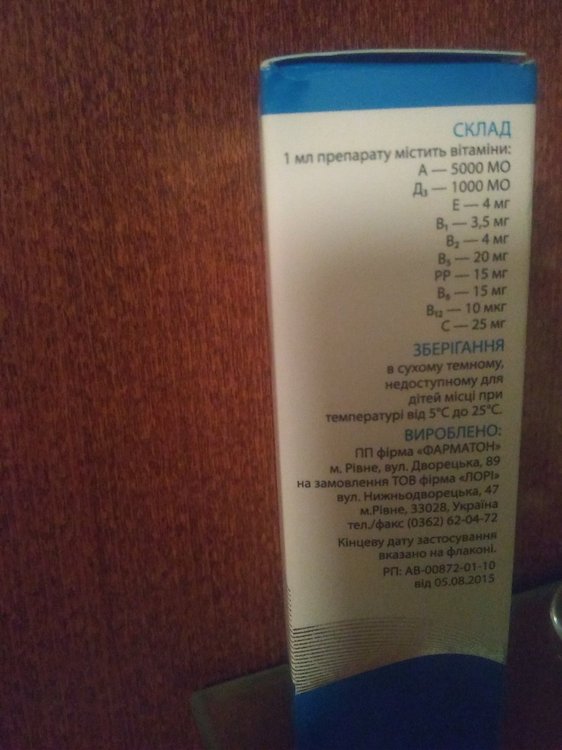 СКЛАД
1 мл препарату містить вітаміни:
А — 5000 МО
Д₃ — 1000 МО
Е — 4 мг
В₁ — 3,5 мг
В₂ — 4 мг
В₅ — 20 мг
РР — 15 мг
В₆ — 15 мг
В₁₂ — 10 мкг
С — 25 мг
ЗБЕРІГАННЯ
в сухому темному,
недоступному для
дітей місці при
температурі від 5°С до 25°С.
ВИРОБЛЕНО:
ПП фірма «ФАРМАТОН»
м. Рівне, вул. Дворецька, 89
на замовлення ТОВ фірма «ЛОРІ»
вул. Нижньодворецька, 47
м.Рівне, 33028, Україна
тел./факс (0362) 62-04-72
Кінцеву дату застосування
вказано на флаконі.
РП: АВ-00872-01-10
від 05.08.2015